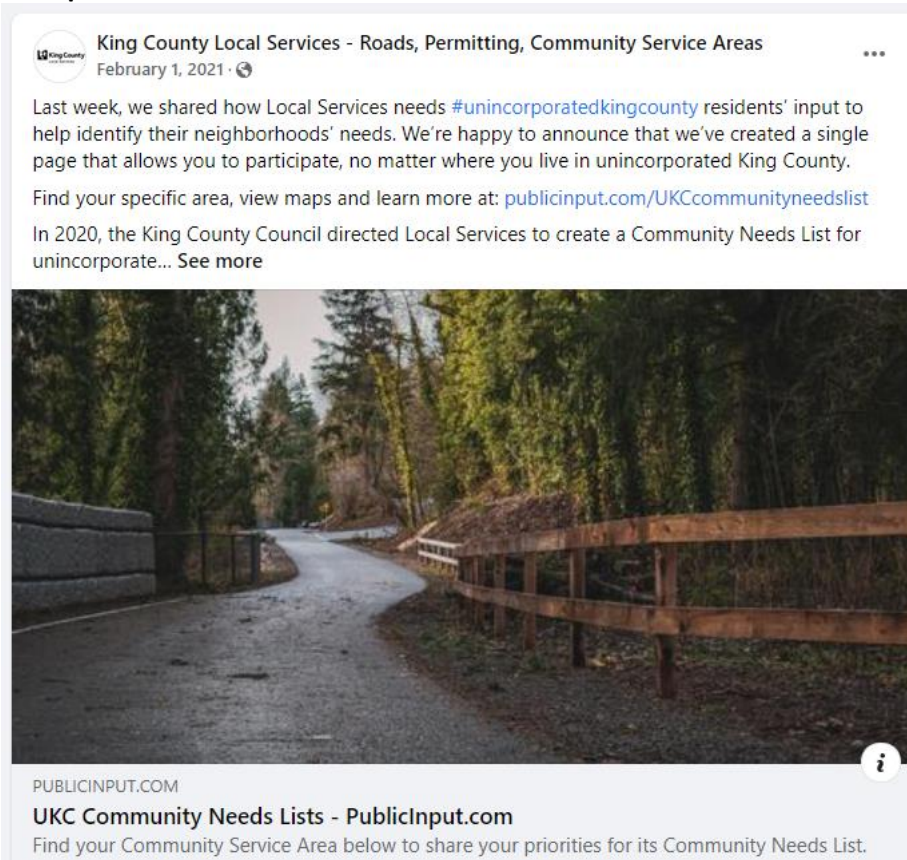 King County
King County Local Services - Roads, Permitting, Community Service Areas
February 1, 2021 ·
Last week, we shared how Local Services needs #unincorporatedkingcounty residents' input to
help identify their neighborhoods' needs. We're happy to announce that we've created a single
page that allows you to participate, no matter where you live in unincorporated King County.
Find your specific area, view maps and learn more at: publicinput.com/UKCcommunityneedslist
In 2020, the King County Council directed Local Services to create a Community Needs List for
unincorporate... See more
PUBLICINPUT.COM
UKC Community Needs Lists - PublicInput.com
Find your Community Service Area below to share your priorities for its Community Needs List.